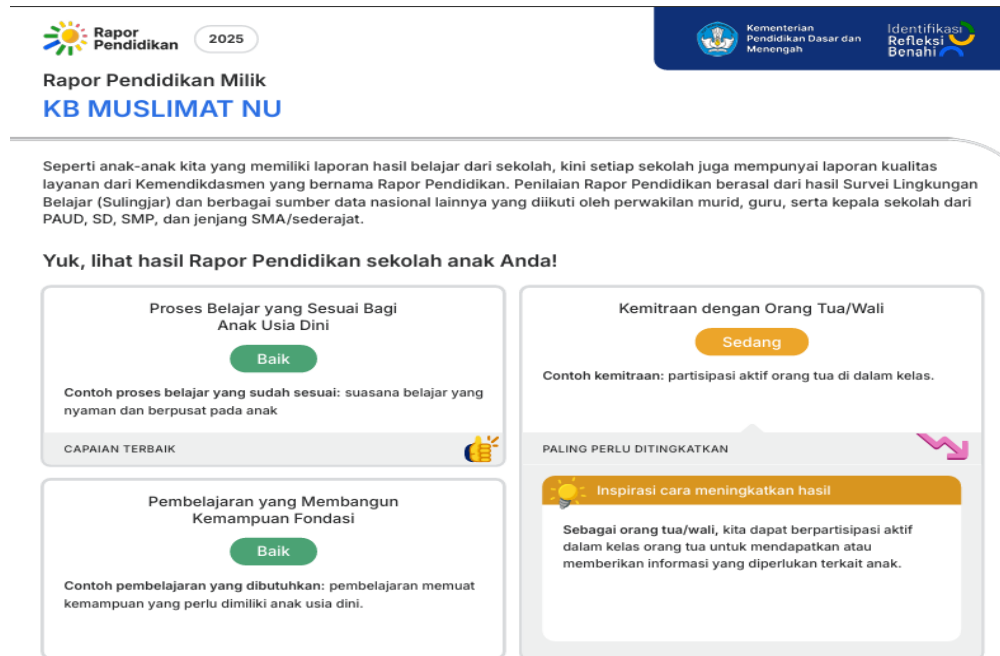 Rapor
Pendidikan
2025
Kementerian
Pendidikan Dasar dan
Menengah
Identifikasi
Refleksi
Benahi
Rapor Pendidikan Milik
KB MUSLIMAT NU
Seperti anak-anak kita yang memiliki laporan hasil belajar dari sekolah, kini setiap sekolah juga mempunyai laporan kualitas
layanan dari Kemendikdasmen yang bernama Rapor Pendidikan. Penilaian Rapor Pendidikan berasal dari hasil Survei Lingkungan
Belajar (Sulingjar) dan berbagai sumber data nasional lainnya yang diikuti oleh perwakilan murid, guru, serta kepala sekolah dari
PAUD, SD, SMP, dan jenjang SMA/sederajat.
Yuk, lihat hasil Rapor Pendidikan sekolah anak Anda!
Proses Belajar yang Sesuai Bagi
Anak Usia Dini
Baik
Contoh proses belajar yang sudah sesuai: suasana belajar yang
nyaman dan berpusat pada anak
CAPAIAN TERBAIK
Pembelajaran yang Membangun
Kemampuan Fondasi
Baik
Contoh pembelajaran yang dibutuhkan: pembelajaran memuat
kemampuan yang perlu dimiliki anak usia dini.
Kemitraan dengan Orang Tua/Wali
Sedang
Contoh kemitraan: partisipasi aktif orang tua di dalam kelas.
PALING PERLU DITINGKATKAN
Inspirasi cara meningkatkan hasil
Sebagai orang tua/wali, kita dapat berpartisipasi aktif
dalam kelas orang tua untuk mendapatkan atau
memberikan informasi yang diperlukan terkait anak.